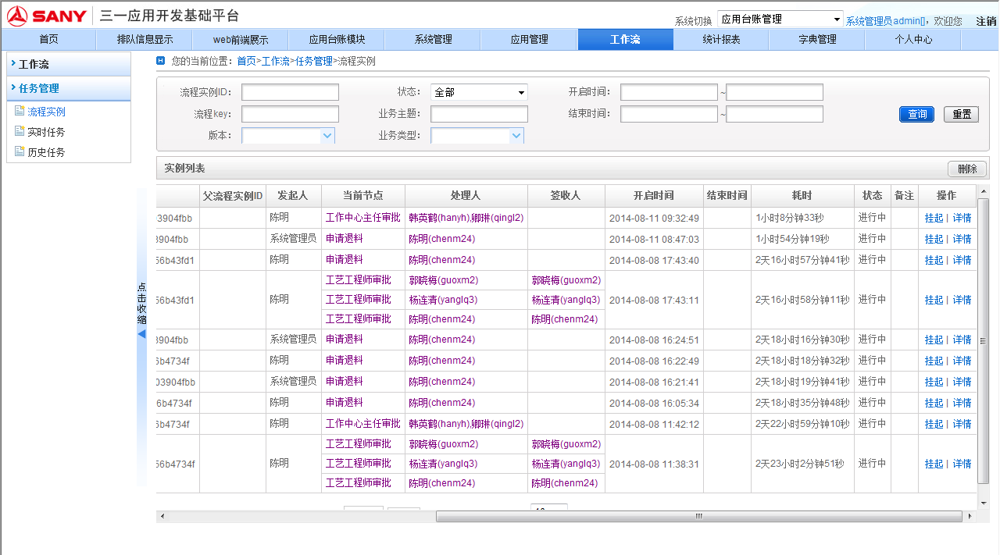 SANY 三一应用开发基础平台
系统切换 应用台账管理 系统管理员admin[], 欢迎您 注销
首页 排队信息显示 web前端展示 应用台账模块 系统管理 应用管理 工作流 统计报表 字典管理 个人中心
工作流
任务管理
流程实例
实时任务
历史任务
点击收缩
您的当前位置：首页>工作流>任务管理>流程实例
流程实例ID： 状态： 全部 开启时间： ~
流程key： 业务主题： 结束时间： ~ 查询 重置
版本： 业务类型：
实例列表 删除
父流程实例ID 发起人 当前节点 处理人 签收人 开启时间 结束时间 耗时 状态 备注 操作
03904fbb 陈明 工作中心主任审批 韩英鹤(hanyh),卿琳(qingl2) 2014-08-11 09:32:49 1小时8分钟33秒 进行中 挂起 | 详情
3904fbb 系统管理员 申请退料 陈明(chenm24) 2014-08-11 08:47:03 1小时54分钟19秒 进行中 挂起 | 详情
56b43fd1 陈明 申请退料 陈明(chenm24) 2014-08-08 17:43:40 2天16小时57分钟41秒 进行中 挂起 | 详情
工艺工程师审批 郭晓梅(guoxm2) 郭晓梅(guoxm2)
56b43fd1 陈明 工艺工程师审批 杨连清(yanglq3) 杨连清(yanglq3) 2014-08-08 17:43:11 2天16小时58分钟11秒 进行中 挂起 | 详情
工艺工程师审批 陈明(chenm24) 陈明(chenm24)
3904fbb 系统管理员 申请退料 陈明(chenm24) 2014-08-08 16:24:51 2天18小时16分钟30秒 进行中 挂起 | 详情
6b4734f 陈明 申请退料 陈明(chenm24) 2014-08-08 16:22:49 2天18小时18分钟32秒 进行中 挂起 | 详情
03904fbb 系统管理员 申请退料 陈明(chenm24) 2014-08-08 16:21:41 2天18小时19分钟41秒 进行中 挂起 | 详情
6b4734f 陈明 申请退料 陈明(chenm24) 2014-08-08 16:05:34 2天18小时35分钟48秒 进行中 挂起 | 详情
6b4734f 陈明 工作中心主任审批 韩英鹤(hanyh),卿琳(qingl2) 2014-08-08 11:42:12 2天22小时59分钟10秒 进行中 挂起 | 详情
工艺工程师审批 郭晓梅(guoxm2) 郭晓梅(guoxm2)
56b4734f 陈明 工艺工程师审批 杨连清(yanglq3) 杨连清(yanglq3) 2014-08-08 11:38:31 2天23小时2分钟51秒 进行中 挂起 | 详情
工艺工程师审批 陈明(chenm24) 陈明(chenm24)